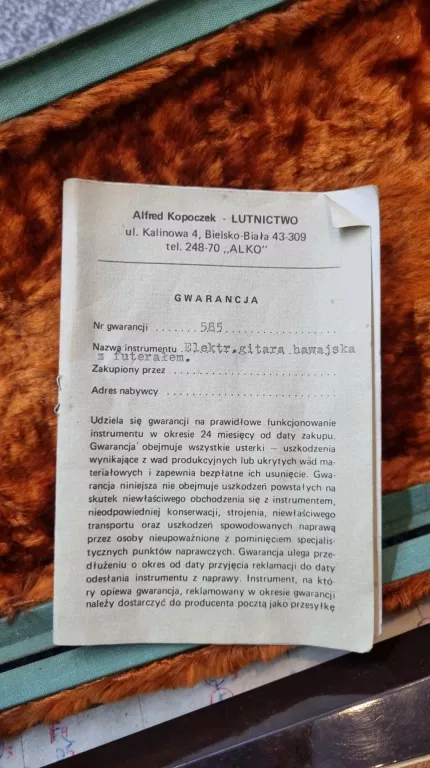 Alfred Kopoczek - LUTNICTWO
ul. Kalinowa 4, Bielsko-Biała 43-309
tel. 248-70 „ALKO"
GWARANCJA
Nr gwarancji ...... 585 ................
Nazwa instrumentu .Elektr.gitara hawajska
z futerałem.
Zakupiony przez .......................
Adres nabywcy .......................
Udziela się gwarancji na prawidłowe funkcjonowanie
instrumentu w okresie 24 miesięcy od daty zakupu.
Gwarancja obejmuje wszystkie usterki — uszkodzenia
wynikające z wad produkcyjnych lub ukrytych wad ma-
teriałowych i zapewnia bezpłatne ich usunięcie. Gwa-
rancja niniejsza nie obejmuje uszkodzeń powstałych na
skutek niewłaściwego obchodzenia się z instrumentem,
nieodpowiedniej konserwacji, strojenia, niewłaściwego
transportu oraz uszkodzeń spowodowanych naprawą
przez osoby nieupoważnione z pominięciem specjalis-
tycznych punktów naprawczych. Gwarancja ulega prze-
dłużeniu o okres od daty przyjęcia reklamacji do daty
odesłania instrumentu z naprawy. Instrument, na któ-
ry opiewa gwarancja, reklamowany w okresie gwarancji
należy dostarczyć do producenta pocztą jako przesyłkę